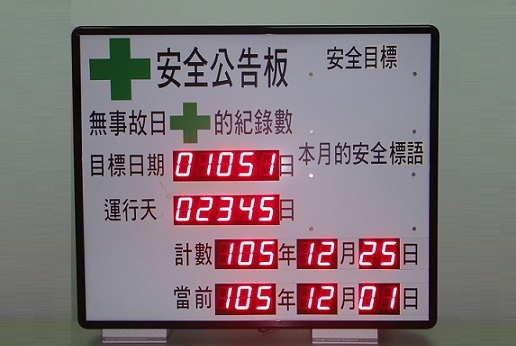 安全公告板
安全目標
無事故日 的紀錄數
本月的安全標語
目標日期 01051 日
運行天 02345 日
計數 105 年 12 月 25 日
當前 105 年 12 月 01 日